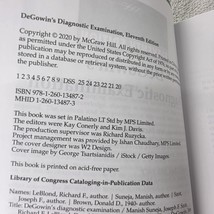 DeGowin's Diagnostic Examination, Eleventh Edition
Copyright © 2020 by McGraw Hill. All rights reserved.
permitted under the United States Copyright Act of
publication may be reproduced or distributed in any
stored in a database or retrieval system, without the prior
of the publisher.
1 2 3 4 5 6 7 8 9 DSS 25 24 23 22 21 20
ISBN 978-1-260-13487-2
MHID 1-260-13487-3
This book was set in Palatino LT Std by MPS Limited.
The editors were Kay Conerly and Kim J. Davis.
The production supervisor was Richard Ruzycka.
Project management was provided by Ishan Chaudhary, MPS Limited.
The cover designer was W2 Design.
Cover image by George Tsartsianidis / iStock / Getty Images
This book is printed on acid-free paper.
Library of Congress Cataloging-in-Publication Data
Names: LeBlond, Richard F., author / Suneja, Manish, author /
Joseph F., author / Brown, Donald D., 1940- author
Title: DeGowin's diagnostic examination / Manish Suneja, Joseph